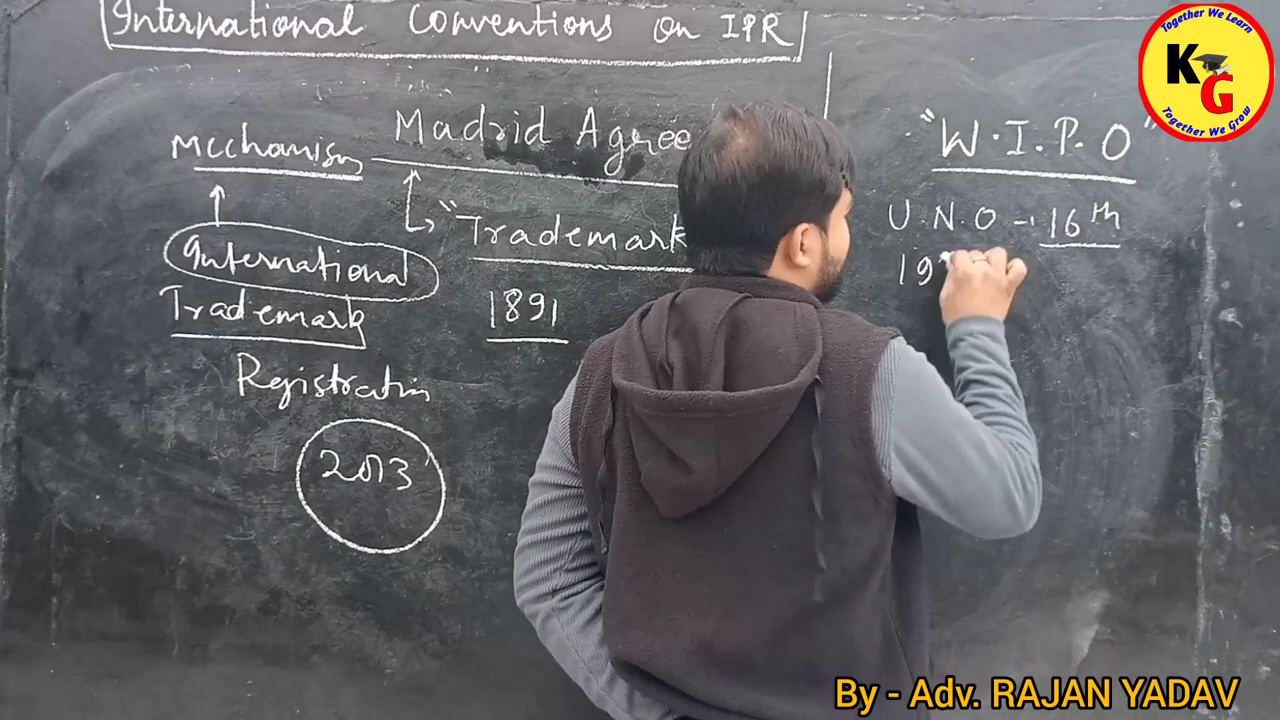 International Conventions on IPR
Madrid Agree
Mechanism
"Trademark
International
Trademark
1891
Registration
2013
"W.I.P.O"
U.N.O - 16th
19
Together We Learn
KG
Together We Grow
By - Adv. RAJAN YADAV